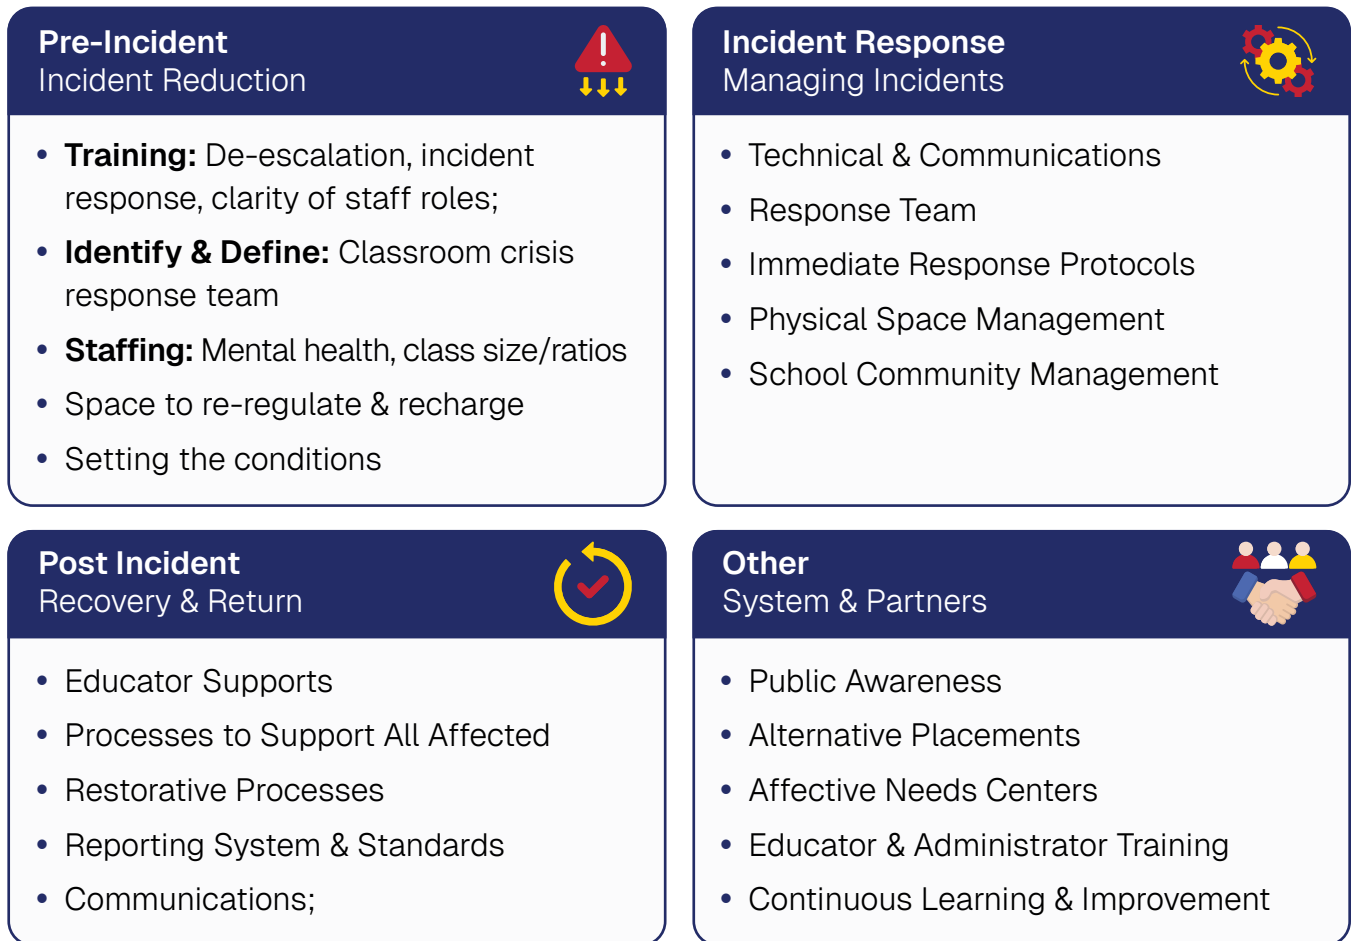 Pre-Incident
Incident Reduction
• Training: De-escalation, incident
response, clarity of staff roles;
• Identify & Define: Classroom crisis
response team
• Staffing: Mental health, class size/ratios
• Space to re-regulate & recharge
• Setting the conditions
Incident Response
Managing Incidents
• Technical & Communications
• Response Team
• Immediate Response Protocols
• Physical Space Management
• School Community Management
Post Incident
Recovery & Return
• Educator Supports
• Processes to Support All Affected
• Restorative Processes
• Reporting System & Standards
• Communications;
Other
System & Partners
• Public Awareness
• Alternative Placements
• Affective Needs Centers
• Educator & Administrator Training
• Continuous Learning & Improvement